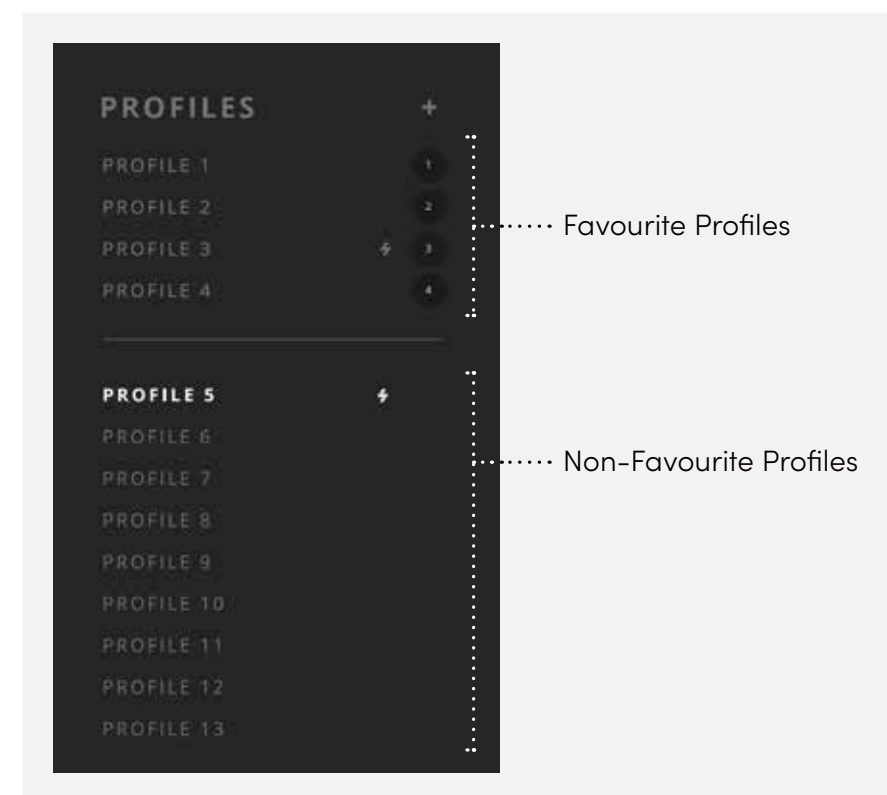 PROFILES +
PROFILE 1 1
PROFILE 2 2
PROFILE 3 3
PROFILE 4 4
Favourite Profiles
PROFILE 5
PROFILE 6
PROFILE 7
Non-Favourite Profiles
PROFILE 8
PROFILE 9
PROFILE 10
PROFILE 11
PROFILE 12
PROFILE 13